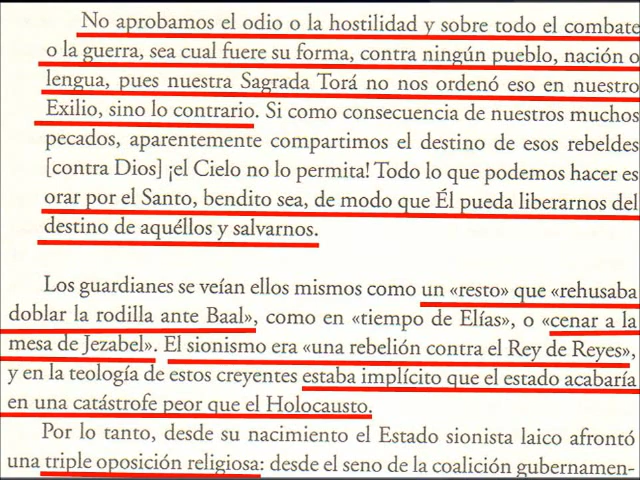 No aprobamos el odio o la hostilidad y sobre todo el combate
o la guerra, sea cual fuere su forma, contra ningún pueblo, nación o
lengua, pues nuestra Sagrada Torá no nos ordenó eso en nuestro
Exilio, sino lo contrario. Si como consecuencia de nuestros muchos
pecados, aparentemente compartimos el destino de esos rebeldes
[contra Dios] ¡el Cielo no lo permita! Todo lo que podemos hacer es
orar por el Santo, bendito sea, de modo que Él pueda liberarnos del
destino de aquéllos y salvarnos.
Los guardianes se veían ellos mismos como un «resto» que «rehusaba
doblar la rodilla ante Baal», como en «tiempo de Elías», o «cenar a la
mesa de Jezabel». El sionismo era «una rebelión contra el Rey de Reyes»,
y en la teología de estos creyentes estaba implícito que el estado acabaría
en una catástrofe peor que el Holocausto.
Por lo tanto, desde su nacimiento el Estado sionista laico afrontó
una triple oposición religiosa: desde el seno de la coalición gubernamen-